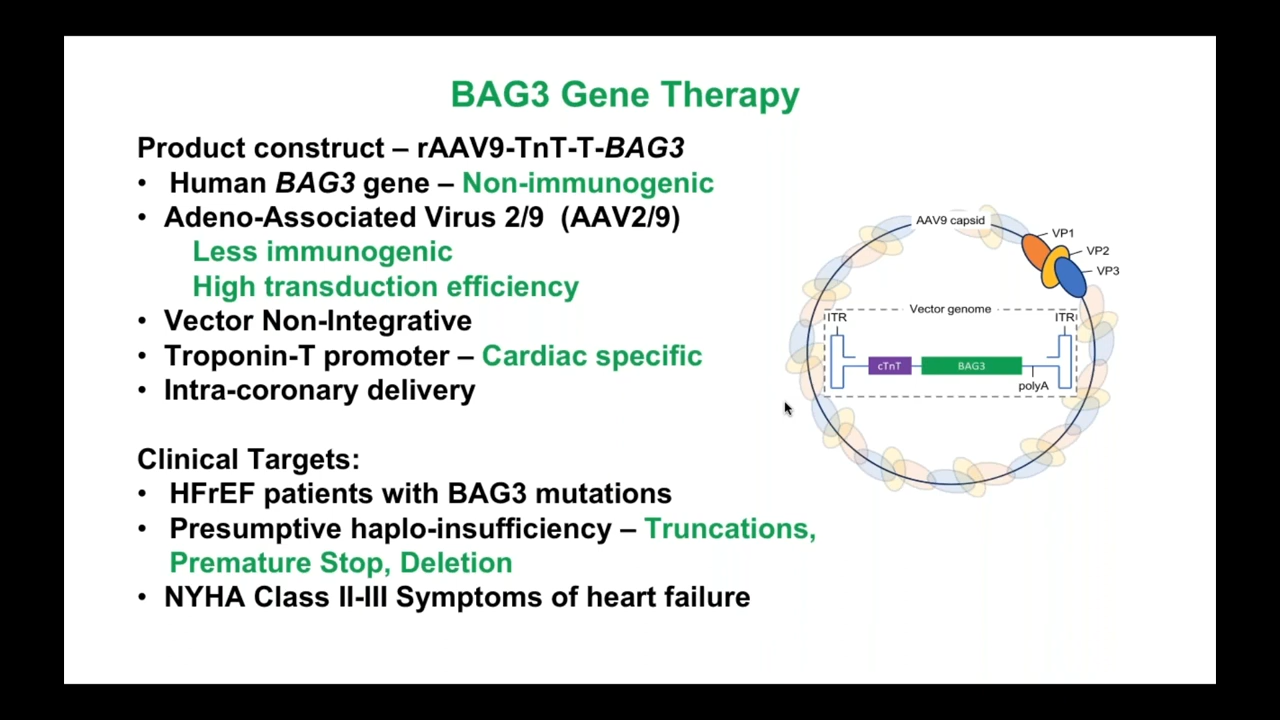 BAG3 Gene Therapy
Product construct – rAAV9-TnT-T-BAG3
• Human BAG3 gene – Non-immunogenic
• Adeno-Associated Virus 2/9 (AAV2/9)
Less immunogenic
High transduction efficiency
• Vector Non-Integrative
• Troponin-T promoter – Cardiac specific
• Intra-coronary delivery
Clinical Targets:
• HFrEF patients with BAG3 mutations
• Presumptive haplo-insufficiency – Truncations,
Premature Stop, Deletion
• NYHA Class II-III Symptoms of heart failure
AAV9 capsid
VP1
VP2
VP3
Vector genome
ITR
ITR
cTnT
BAG3
polyA